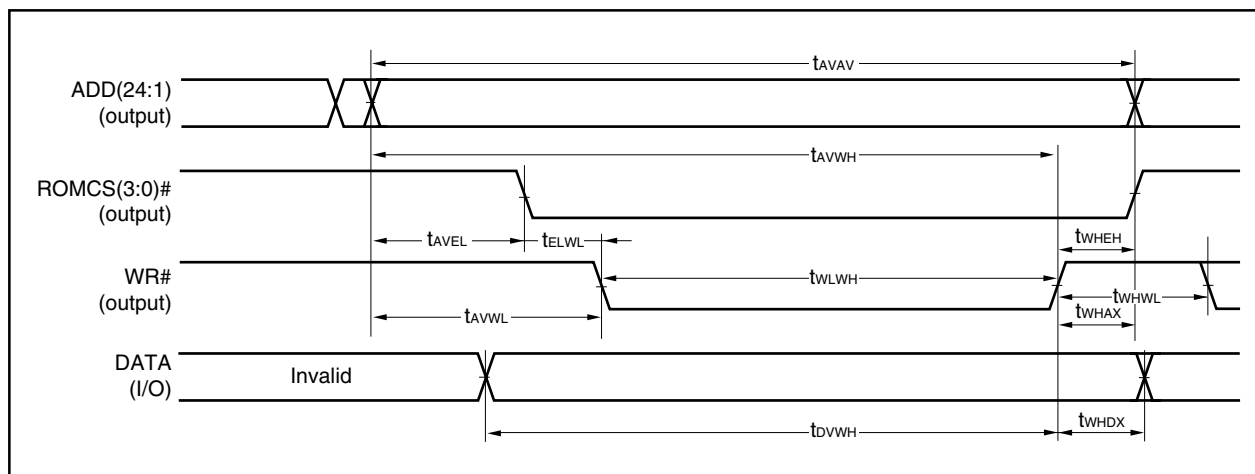 tAVAV
ADD(24:1)
(output)
tAVWH
ROMCS(3:0)#
(output)
tAVEL
tELWL
tWHEH
WR#
(output)
tWLWH
tWHWL
tAVWL
tWHAX
DATA
(I/O)
Invalid
tDVWH
tWHDX